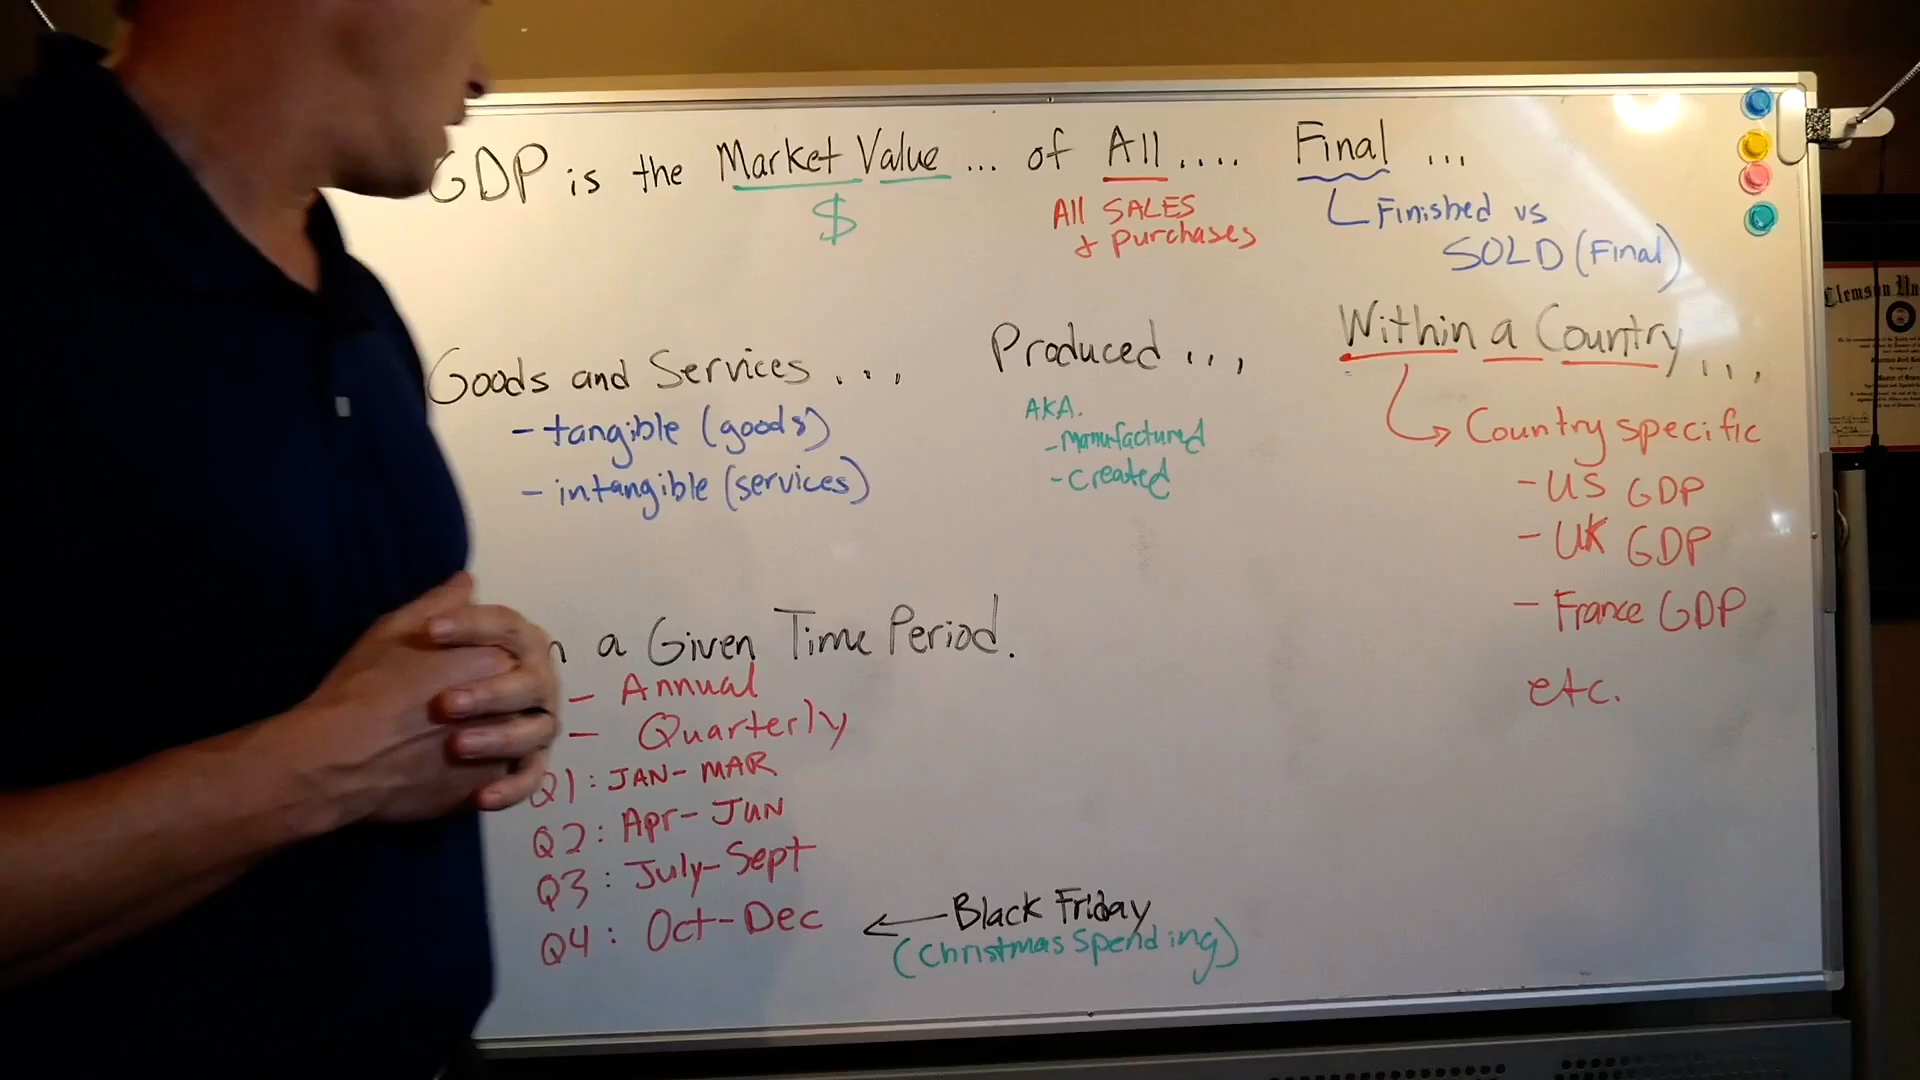 GDP is the Market Value ... of All .... Final ...
$
All SALES
+ Purchases
Finished vs
SOLD (Final)
Goods and Services ...,
- tangible (goods)
- intangible (services)
Produced ...,
AKA.
- manufactured
- created
Within a Country ...,
Country specific
- US GDP
- UK GDP
- France GDP
etc.
n a Given Time Period.
- Annual
- Quarterly
Q1: JAN- MAR
Q2: Apr- JUN
Q3: July-Sept
Q4: Oct-Dec
Black Friday
(Christmas Spending)
Clemson Un